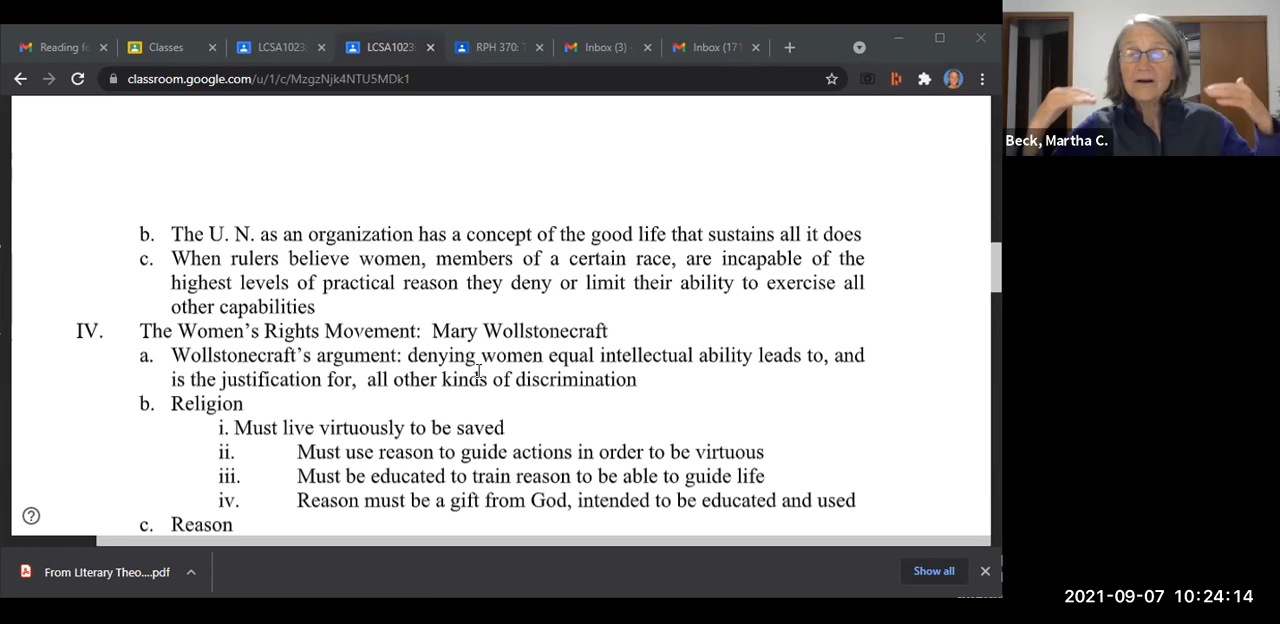 Reading fo
Classes
LCSA1023:
LCSA1023:
RPH 370: T
Inbox (3) -
Inbox (171
classroom.google.com/u/1/c/MzgzNjk4NTU5MDk1
Beck, Martha C.
b. The U. N. as an organization has a concept of the good life that sustains all it does
c. When rulers believe women, members of a certain race, are incapable of the
highest levels of practical reason they deny or limit their ability to exercise all
other capabilities
IV. The Women's Rights Movement: Mary Wollstonecraft
a. Wollstonecraft's argument: denying women equal intellectual ability leads to, and
is the justification for, all other kinds of discrimination
b. Religion
i. Must live virtuously to be saved
ii. Must use reason to guide actions in order to be virtuous
iii. Must be educated to train reason to be able to guide life
iv. Reason must be a gift from God, intended to be educated and used
c. Reason
From LIterary Theo....pdf
Show all
2021-09-07 10:24:14